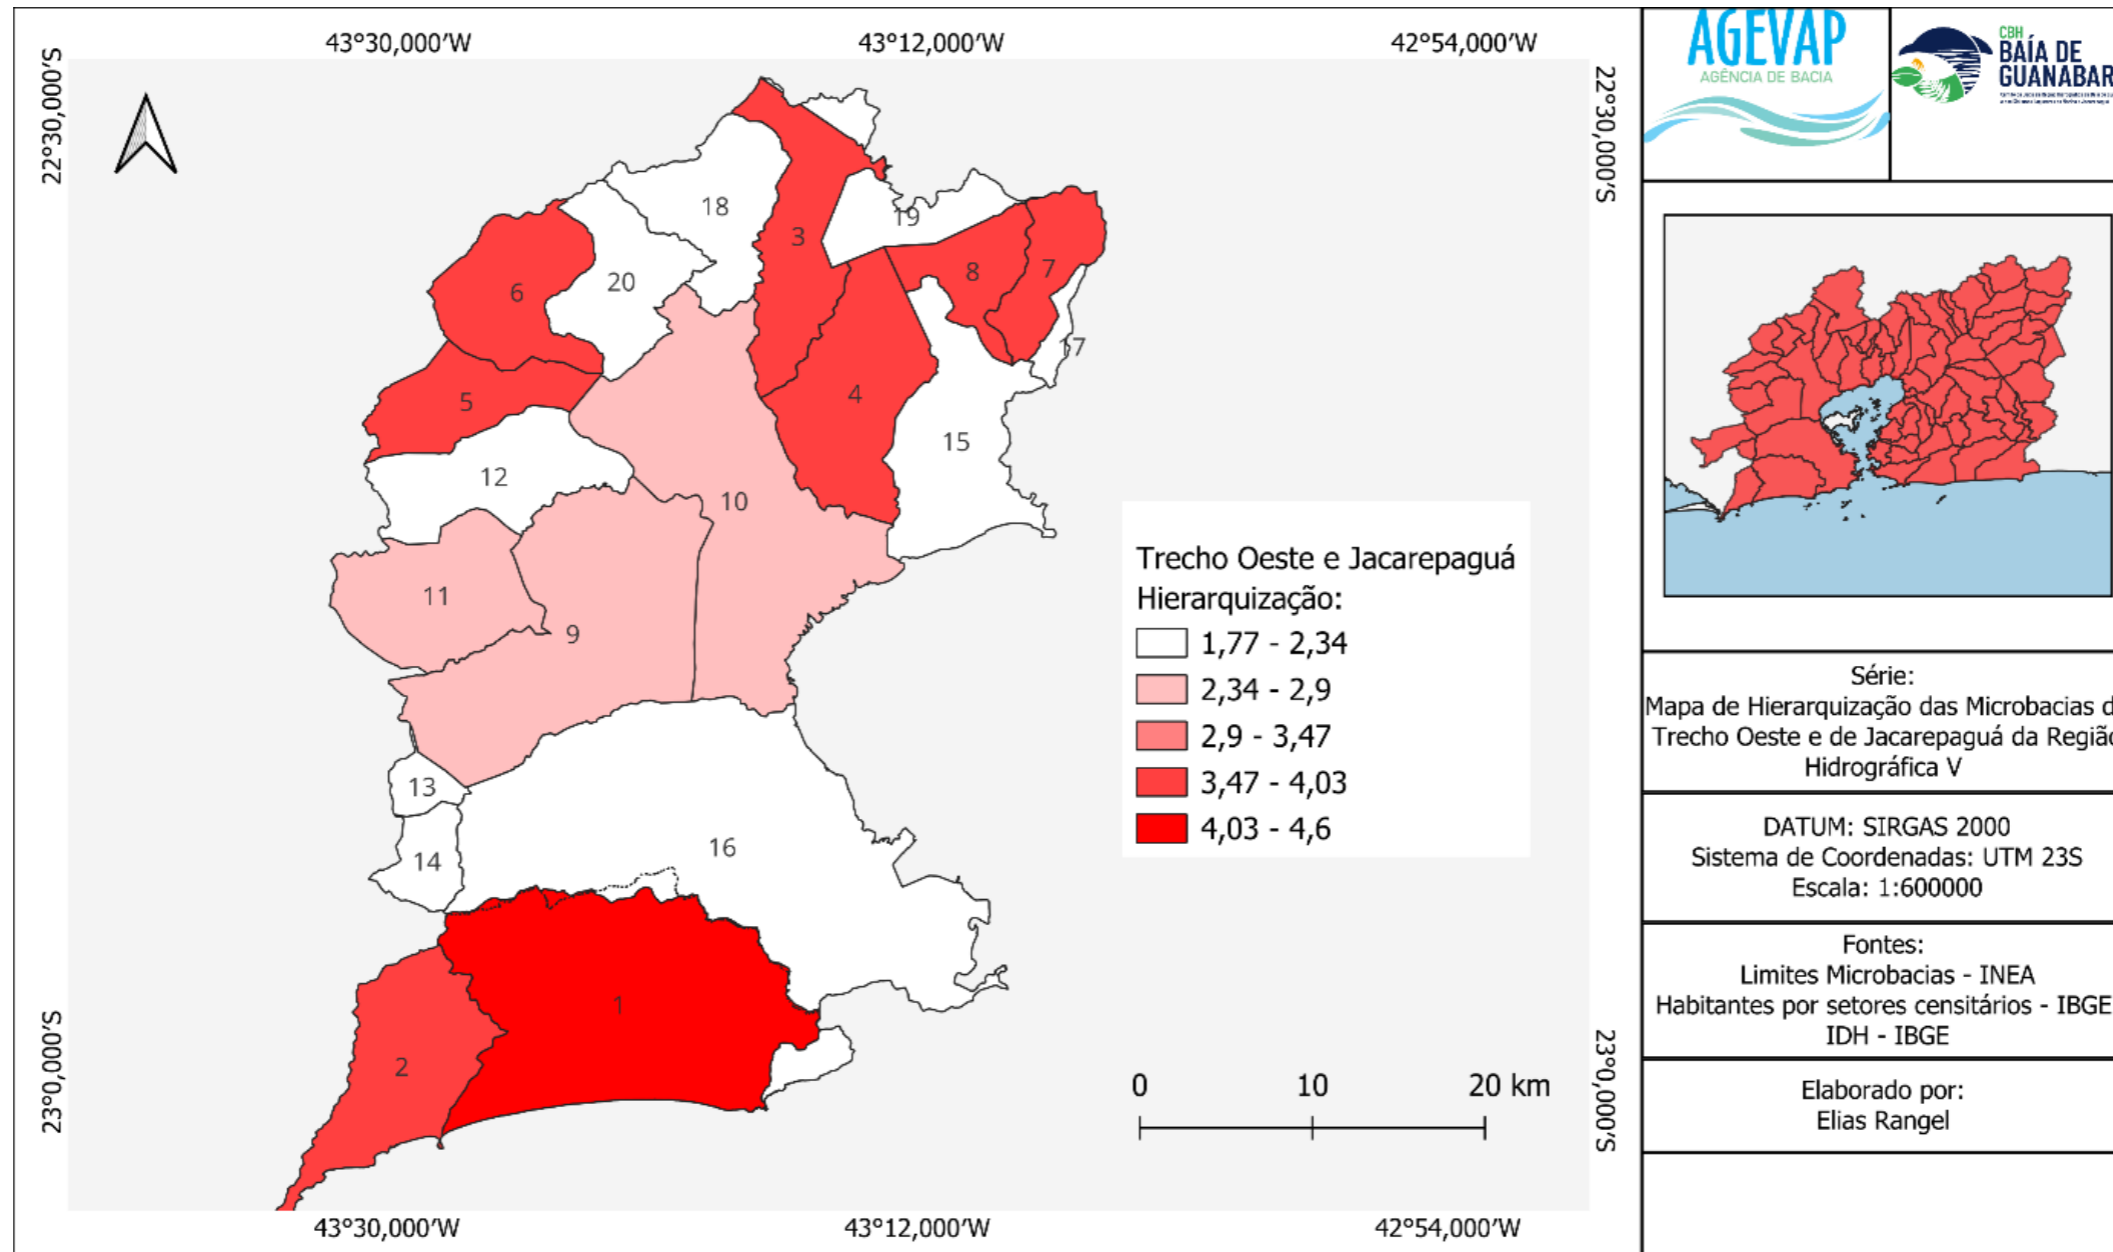 43°30,000'W 43°12,000'W 42°54,000'W
22°30,000'S
22°30,000'S
18
3
19
8
7
6
20
17
5
4
15
12
10
11
9
13
16
14
1
2
23°0,000'S
23°0,000'S
43°30,000'W 43°12,000'W 42°54,000'W
Trecho Oeste e Jacarepaguá
Hierarquização:
1,77 - 2,34
2,34 - 2,9
2,9 - 3,47
3,47 - 4,03
4,03 - 4,6
0 10 20 km
AGEVAP
AGÊNCIA DE BACIA
CBH
BAÍA DE
GUANABAR
Série:
Mapa de Hierarquização das Microbacias d
Trecho Oeste e de Jacarepaguá da Região
Hidrográfica V
DATUM: SIRGAS 2000
Sistema de Coordenadas: UTM 23S
Escala: 1:600000
Fontes:
Limites Microbacias - INEA
Habitantes por setores censitários - IBGE
IDH - IBGE
Elaborado por:
Elias Rangel